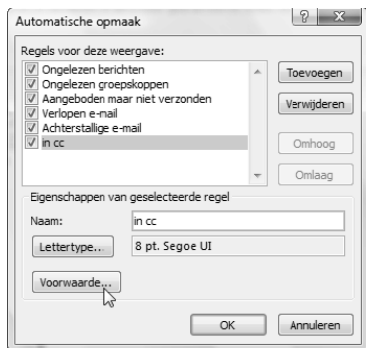 Automatische opmaak
Regels voor deze weergave:
Ongelezen berichten
Ongelezen groepskoppen
Aangeboden maar niet verzonden
Verlopen e-nail
Achterstallige e-mail
in cc
Toevoegen
Verwijderen
Omhoog
Omlaag
Eigenschappen van geselecteerde regel
Naam: in cc
Lettertype... 8 pt. Segoe UI
Voorwaarde...
OK Annuleren